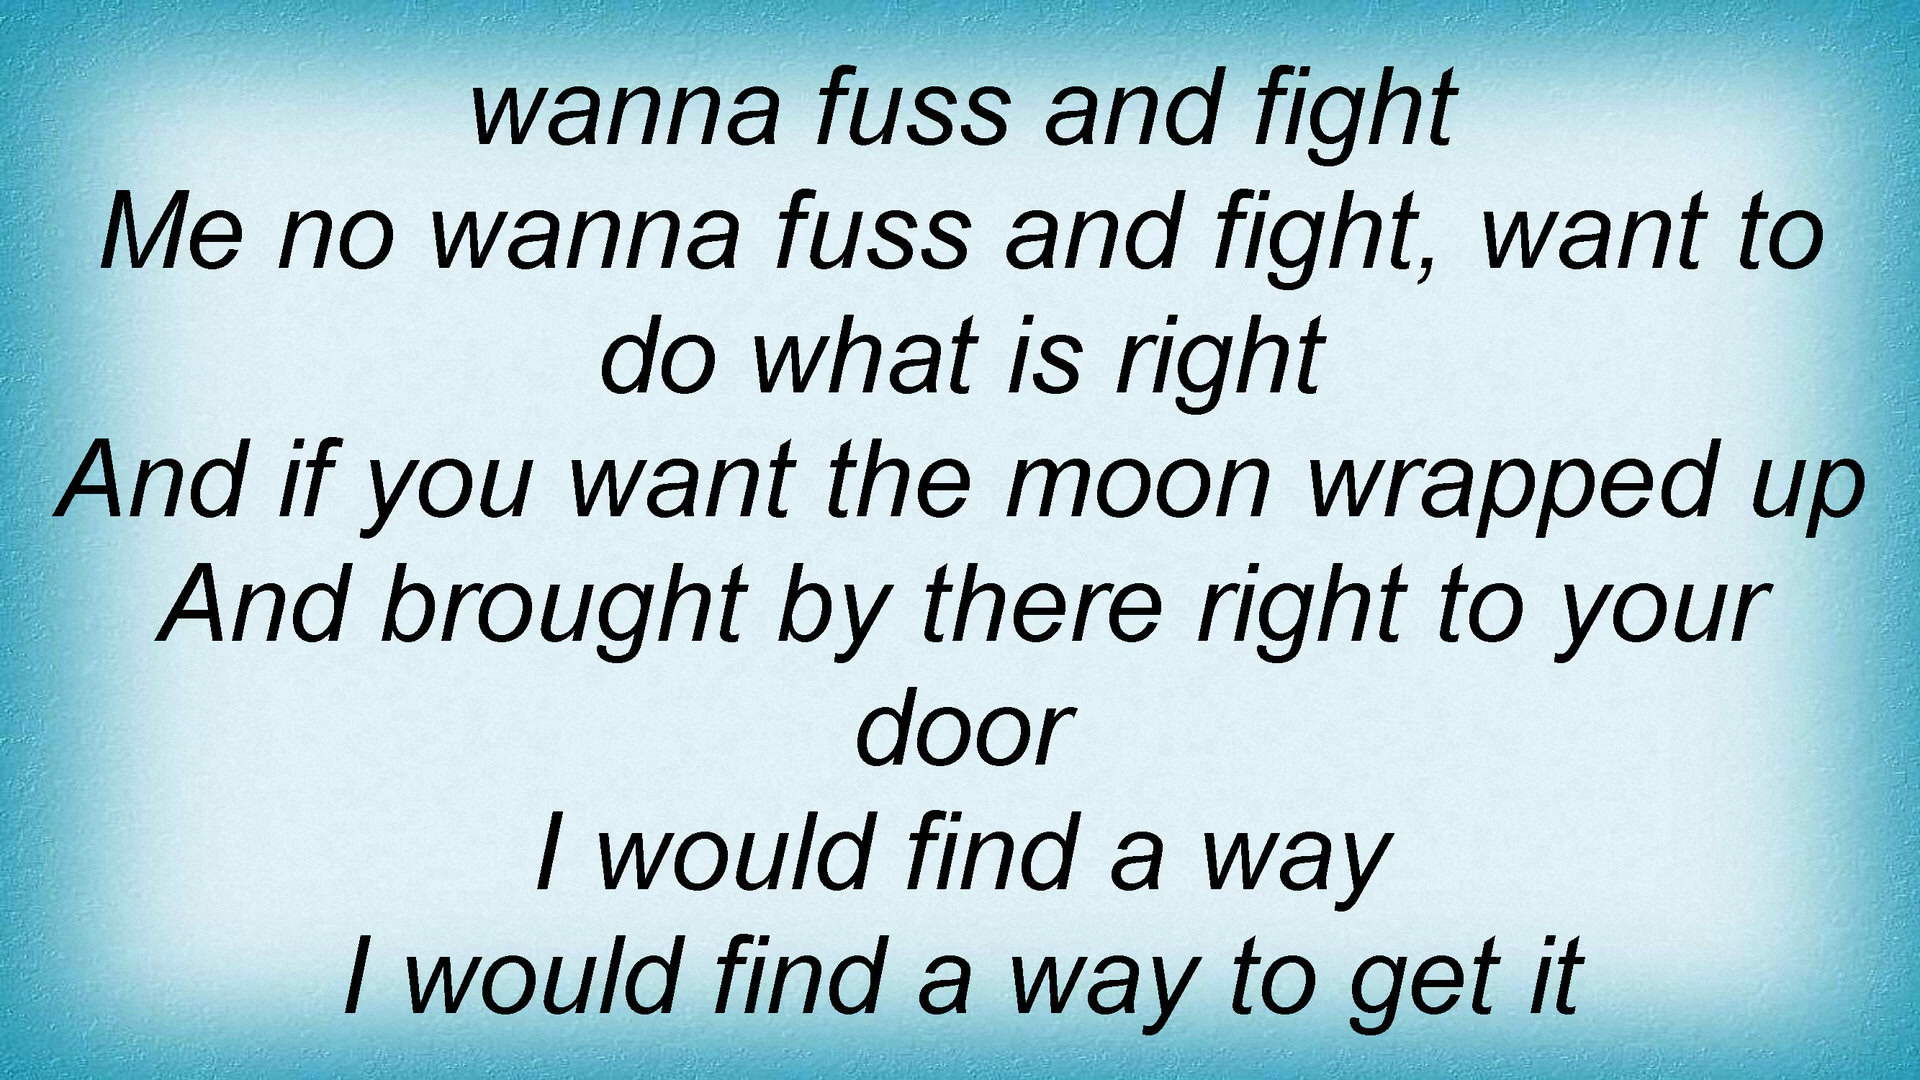 wanna fuss and fight
Me no wanna fuss and fight, want to
do what is right
And if you want the moon wrapped up
And brought by there right to your
door
I would find a way
I would find a way to get it